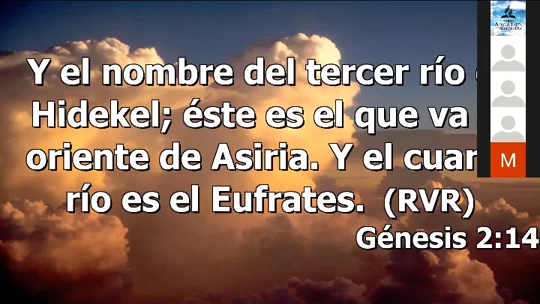 Y el nombre del tercer río
Hidekel; éste es el que va
oriente de Asiria. Y el
río es el Eufrates. (RVR)
Génesis 2:14
M